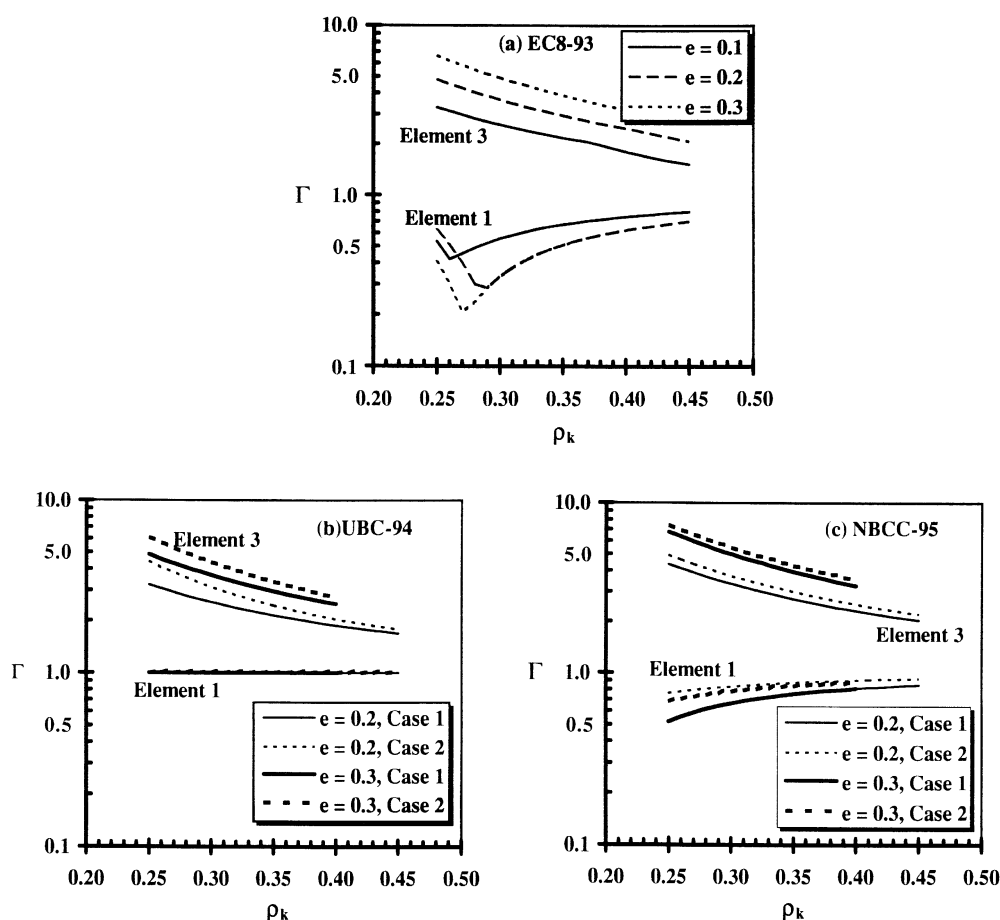 10.0
(a) EC8-93
e = 0.1
5.0
e = 0.2
e = 0.3
Element 3
Γ
1.0
Element 1
0.5
0.1
0.20 0.25 0.30 0.35 0.40 0.45 0.50
ρk
10.0
(b)UBC-94
Element 3
5.0
Γ
1.0
Element 1
0.5
e = 0.2, Case 1
e = 0.2, Case 2
e = 0.3, Case 1
e = 0.3, Case 2
0.1
0.20 0.25 0.30 0.35 0.40 0.45 0.50
ρk
10.0
(c) NBCC-95
5.0
Element 3
Γ
1.0
Element 1
0.5
e = 0.2, Case 1
e = 0.2, Case 2
e = 0.3, Case 1
e = 0.3, Case 2
0.1
0.20 0.25 0.30 0.35 0.40 0.45 0.50
ρk